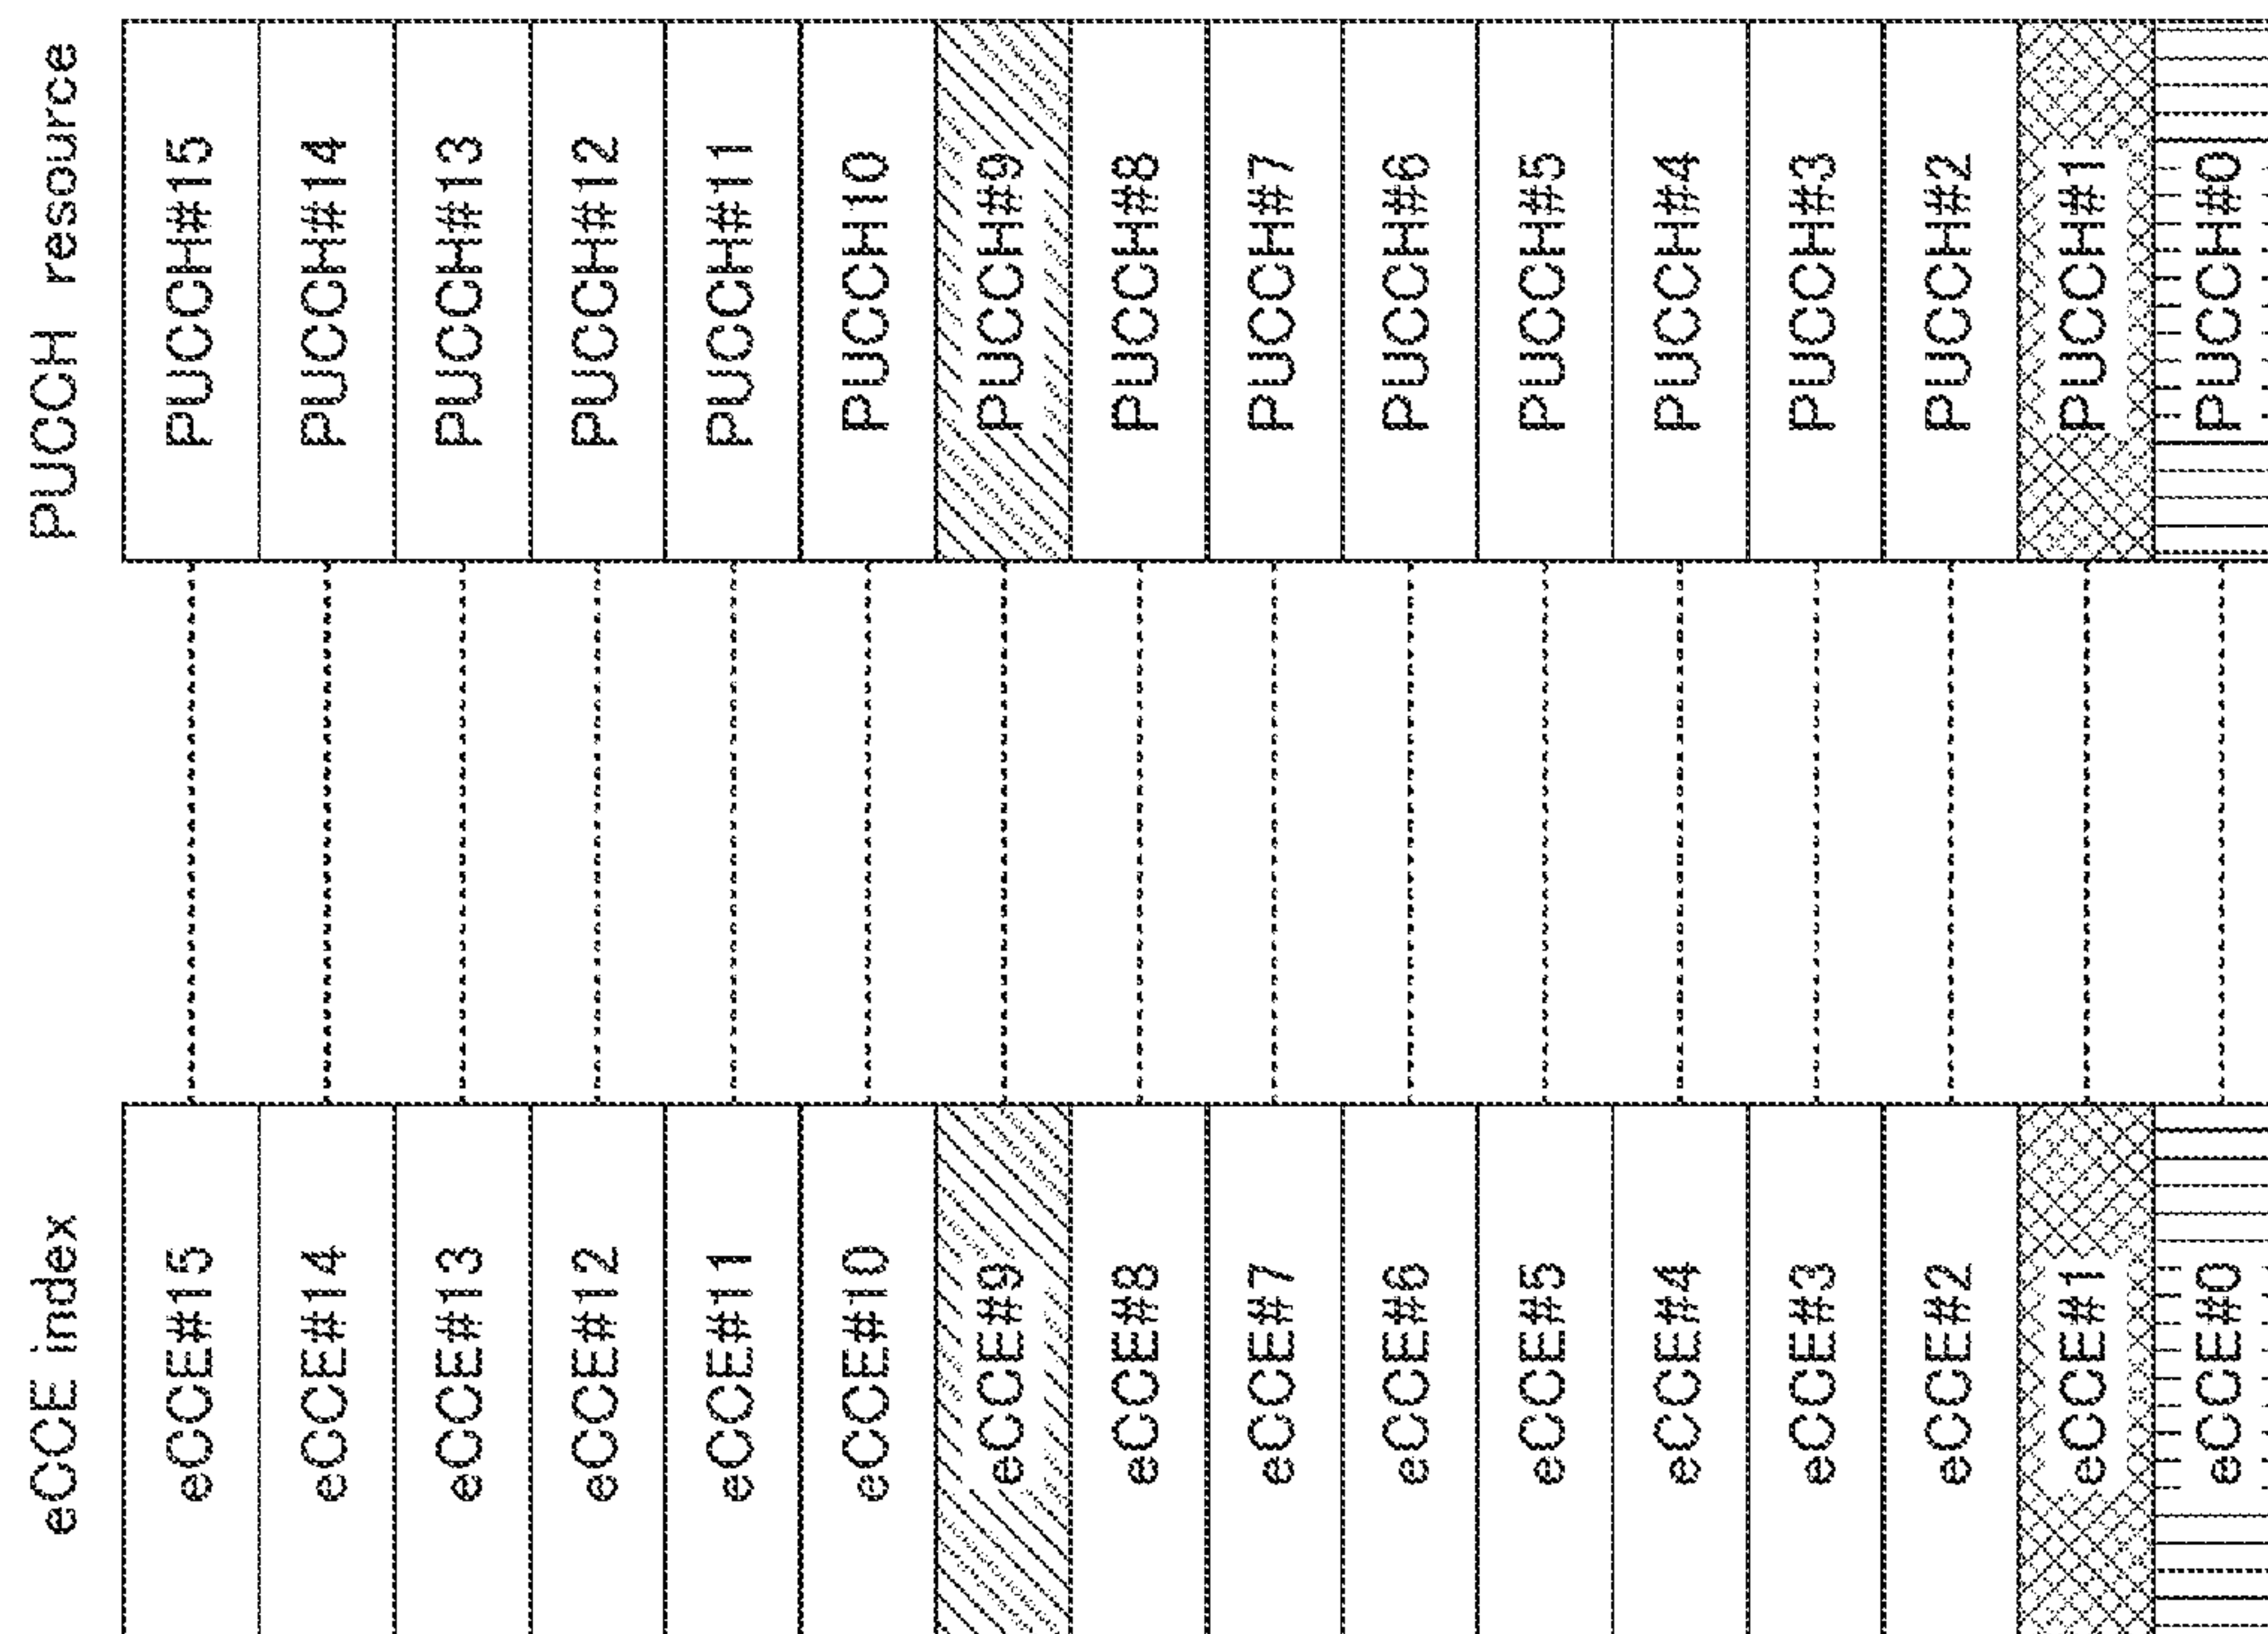 eCCE index
PUCCH resource
eCCE#15
PUCCH#15
eCCE#14
PUCCH#14
eCCE#13
PUCCH#13
eCCE#12
PUCCH#12
eCCE#11
PUCCH#11
eCCE#10
PUCCH10
eCCE#9
PUCCH#9
eCCE#8
PUCCH#8
eCCE#7
PUCCH#7
eCCE#6
PUCCH#6
eCCE#5
PUCCH#5
eCCE#4
PUCCH#4
eCCE#3
PUCCH#3
eCCE#2
PUCCH#2
eCCE#1
PUCCH#1
eCCE#0
PUCCH#0